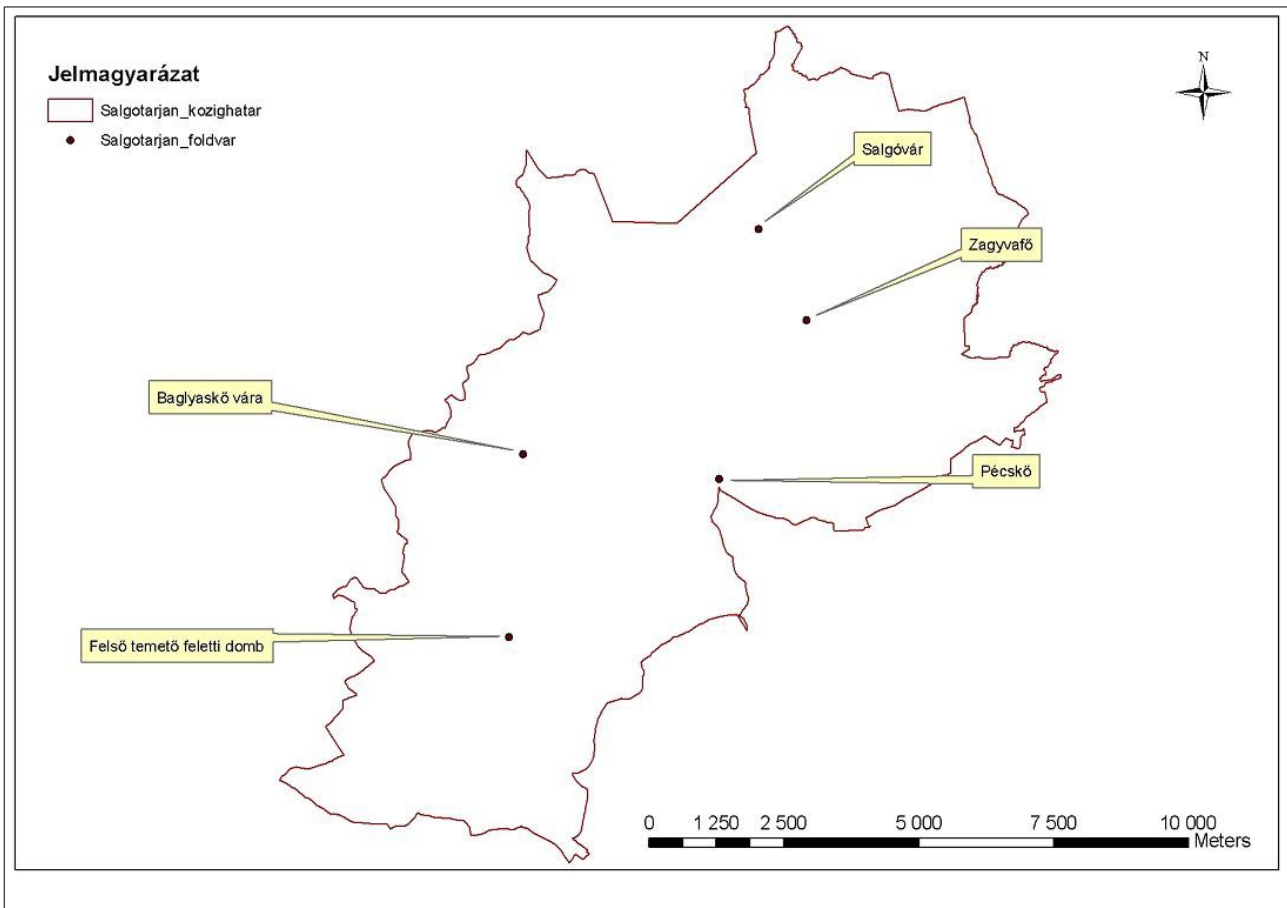 Jelmagyarázat
Salgotarjan_kozighatar
Salgotarjan_foldvar
N
Salgóvár
Zagyvafő
Baglyaskő vára
Pécskő
Felső temető feletti domb
0 1 250 2 500 5 000 7 500 10 000
Meters